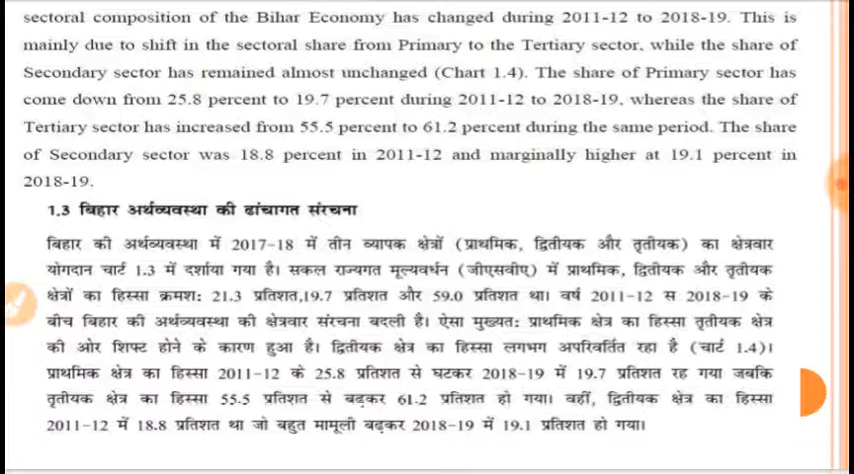 sectoral composition of the Bihar Economy has changed during 2011-12 to 2018-19. This is
mainly due to shift in the sectoral share from Primary to the Tertiary sector, while the share of
Secondary sector has remained almost unchanged (Chart 1.4). The share of Primary sector has
come down from 25.8 percent to 19.7 percent during 2011-12 to 2018-19, whereas the share of
Tertiary sector has increased from 55.5 percent to 61.2 percent during the same period. The share
of Secondary sector was 18.8 percent in 2011-12 and marginally higher at 19.1 percent in
2018-19.
1.3 बिहार अर्थव्यवस्था की ढांचागत संरचना
बिहार की अर्थव्यवस्था में 2017-18 में तीन व्यापक क्षेत्रों (प्राथमिक, द्वितीयक और तृतीयक) का क्षेत्रवार
योगदान चार्ट 1.3 में दर्शाया गया है। सकल राज्यगत मूल्यवर्धन (जीएसवीए) में प्राथमिक, द्वितीयक और तृतीयक
क्षेत्रों का हिस्सा क्रमश: 21.3 प्रतिशत,19.7 प्रतिशत और 59.0 प्रतिशत था। वर्ष 2011-12 स 2018-19 के
बीच बिहार की अर्थव्यवस्था की क्षेत्रवार संरचना बदली है। ऐसा मुख्यत: प्राथमिक क्षेत्र का हिस्सा तृतीयक क्षेत्र
की ओर शिफ्ट होने के कारण हुआ है। द्वितीयक क्षेत्र का हिस्सा लगभग अपरिवर्तित रहा है (चार्ट 1.4)।
प्राथमिक क्षेत्र का हिस्सा 2011-12 के 25.8 प्रतिशत से घटकर 2018-19 में 19.7 प्रतिशत रह गया जबकि
तृतीयक क्षेत्र का हिस्सा 55.5 प्रतिशत से बढ़कर 61.2 प्रतिशत हो गया। वहीं, द्वितीयक क्षेत्र का हिस्सा
2011-12 में 18.8 प्रतिशत था जो बहुत मामूली बढ़कर 2018-19 में 19.1 प्रतिशत हो गया।